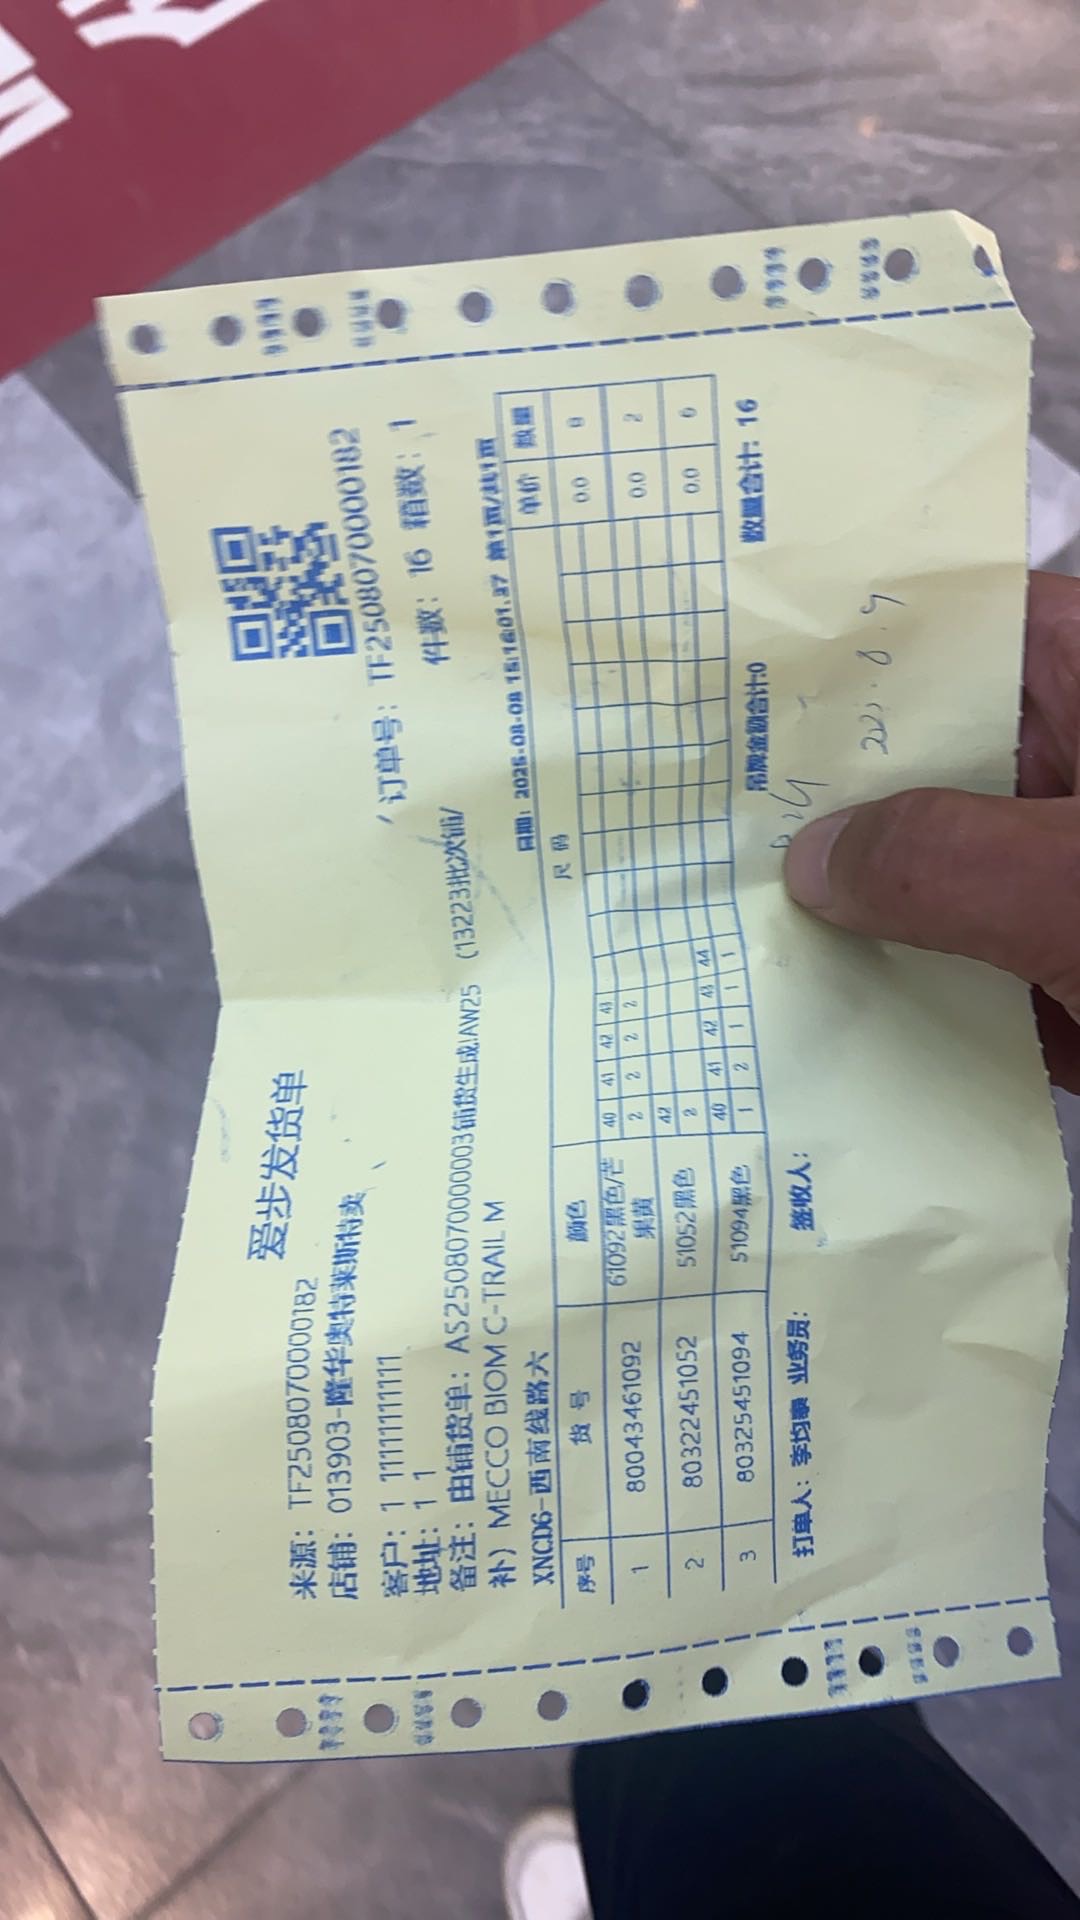 爱步发货单
来源：TF2508070000182
店铺：013903-隆华奥特莱斯特卖
订单号：TF2508070000182
客户：1 11111111111
件数：16 箱数：1
地址：1 1
备注：由铺货单：AS250807000003铺货生成!AW25 （13223批次铺/
补）MECCO BIOM C-TRAIL M
XNCD6-西南线路六
日期：2025-08-08 15:16:01.27 第1页/共1页
序号 货 号 颜色 尺 码 单价 数量
1 80043461092 61092黑色/芒果黄 40 41 42 43 0.0 8
2 2 2 2
2 80322451052 51052黑色 42 0.0 2
2
3 80325451094 51094黑色 40 41 42 43 44 0.0 6
1 2 1 1 1
吊牌金额合计:0 数量合计：16
打单人：李均豪 业务员： 签收人：